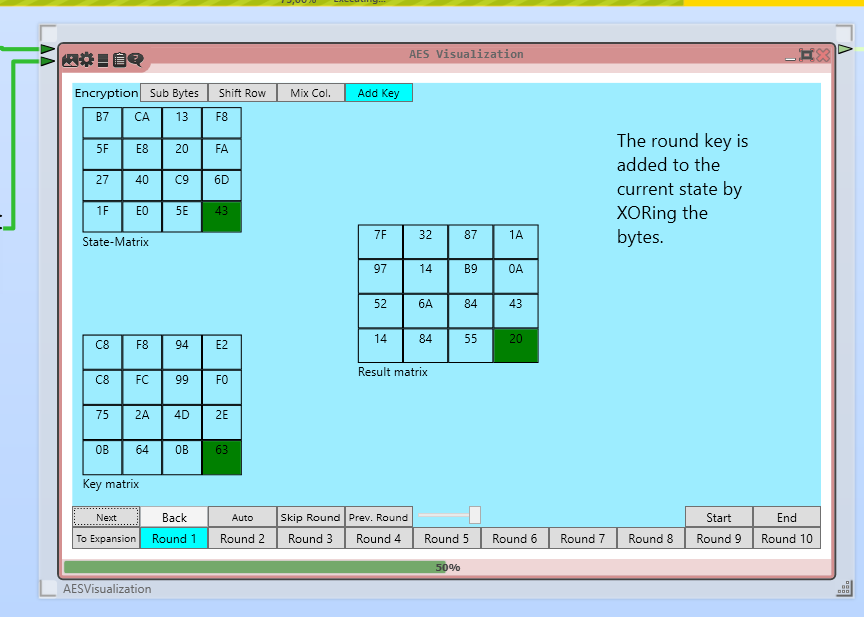 75,00%
Executing...
AES Visualization
Encryption Sub Bytes Shift Row Mix Col. Add Key
B7 CA 13 F8
5F E8 20 FA
27 40 C9 6D
1F E0 5E 43
State-Matrix
The round key is
added to the
current state by
XORing the
bytes.
7F 32 87 1A
97 14 B9 0A
52 6A 84 43
14 84 55 20
Result matrix
C8 F8 94 E2
C8 FC 99 F0
75 2A 4D 2E
0B 64 0B 63
Key matrix
Next Back Auto Skip Round Prev. Round Start End
To Expansion Round 1 Round 2 Round 3 Round 4 Round 5 Round 6 Round 7 Round 8 Round 9 Round 10
50%
AESVisualization